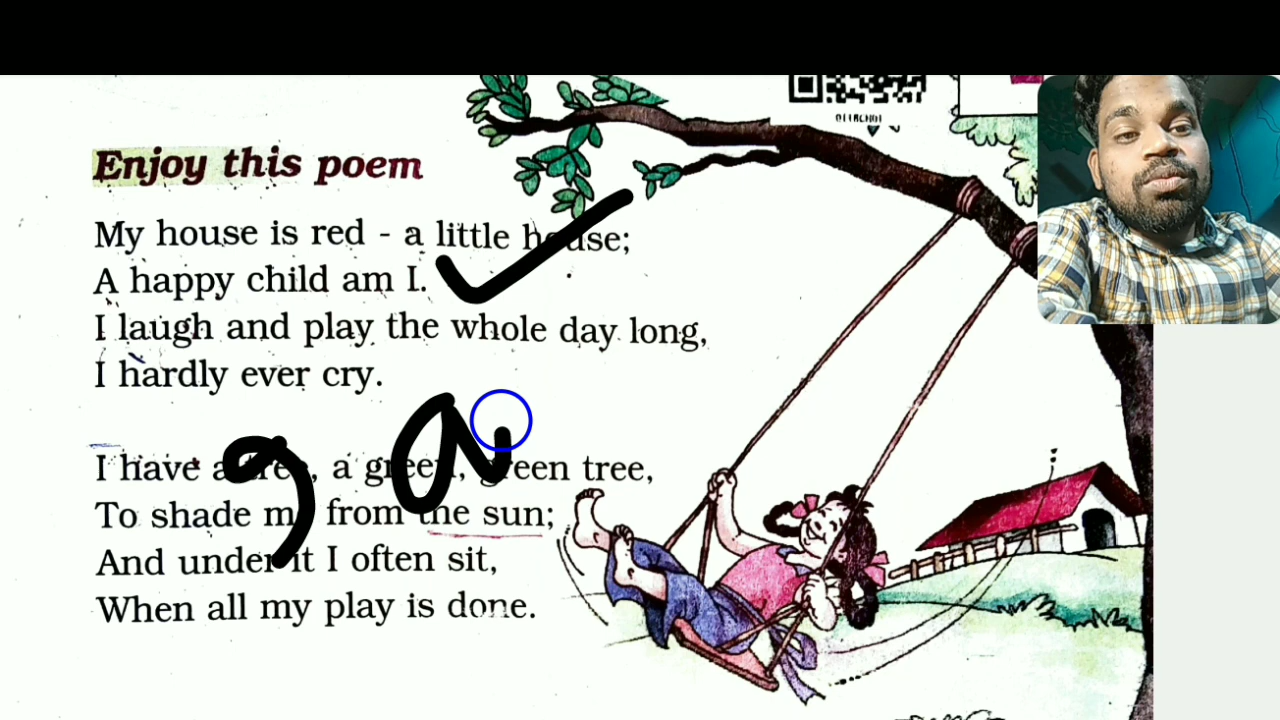 Enjoy this poem
My house is red - a little house;
A happy child am I.
I laugh and play the whole day long,
I hardly ever cry.
I have a tree, a green, green tree,
To shade me from the sun;
And under it I often sit,
When all my play is done.